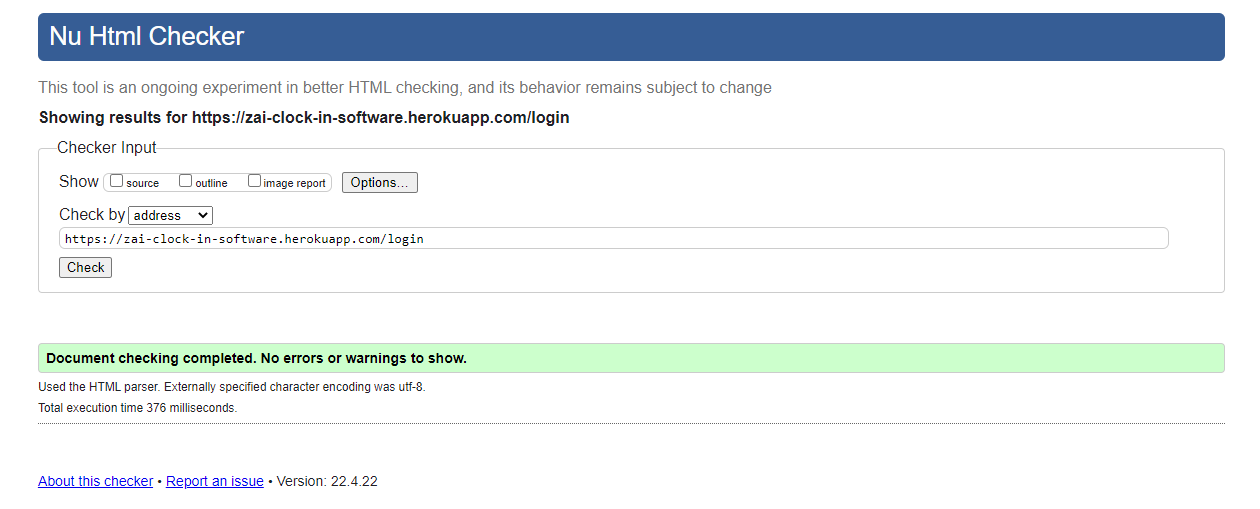 Nu Html Checker
This tool is an ongoing experiment in better HTML checking, and its behavior remains subject to change
Showing results for https://zai-clock-in-software.herokuapp.com/login
Checker Input
Show source outline image report Options...
Check by address
https://zai-clock-in-software.herokuapp.com/login
Check
Document checking completed. No errors or warnings to show.
Used the HTML parser. Externally specified character encoding was utf-8.
Total execution time 376 milliseconds.
About this checker • Report an issue • Version: 22.4.22